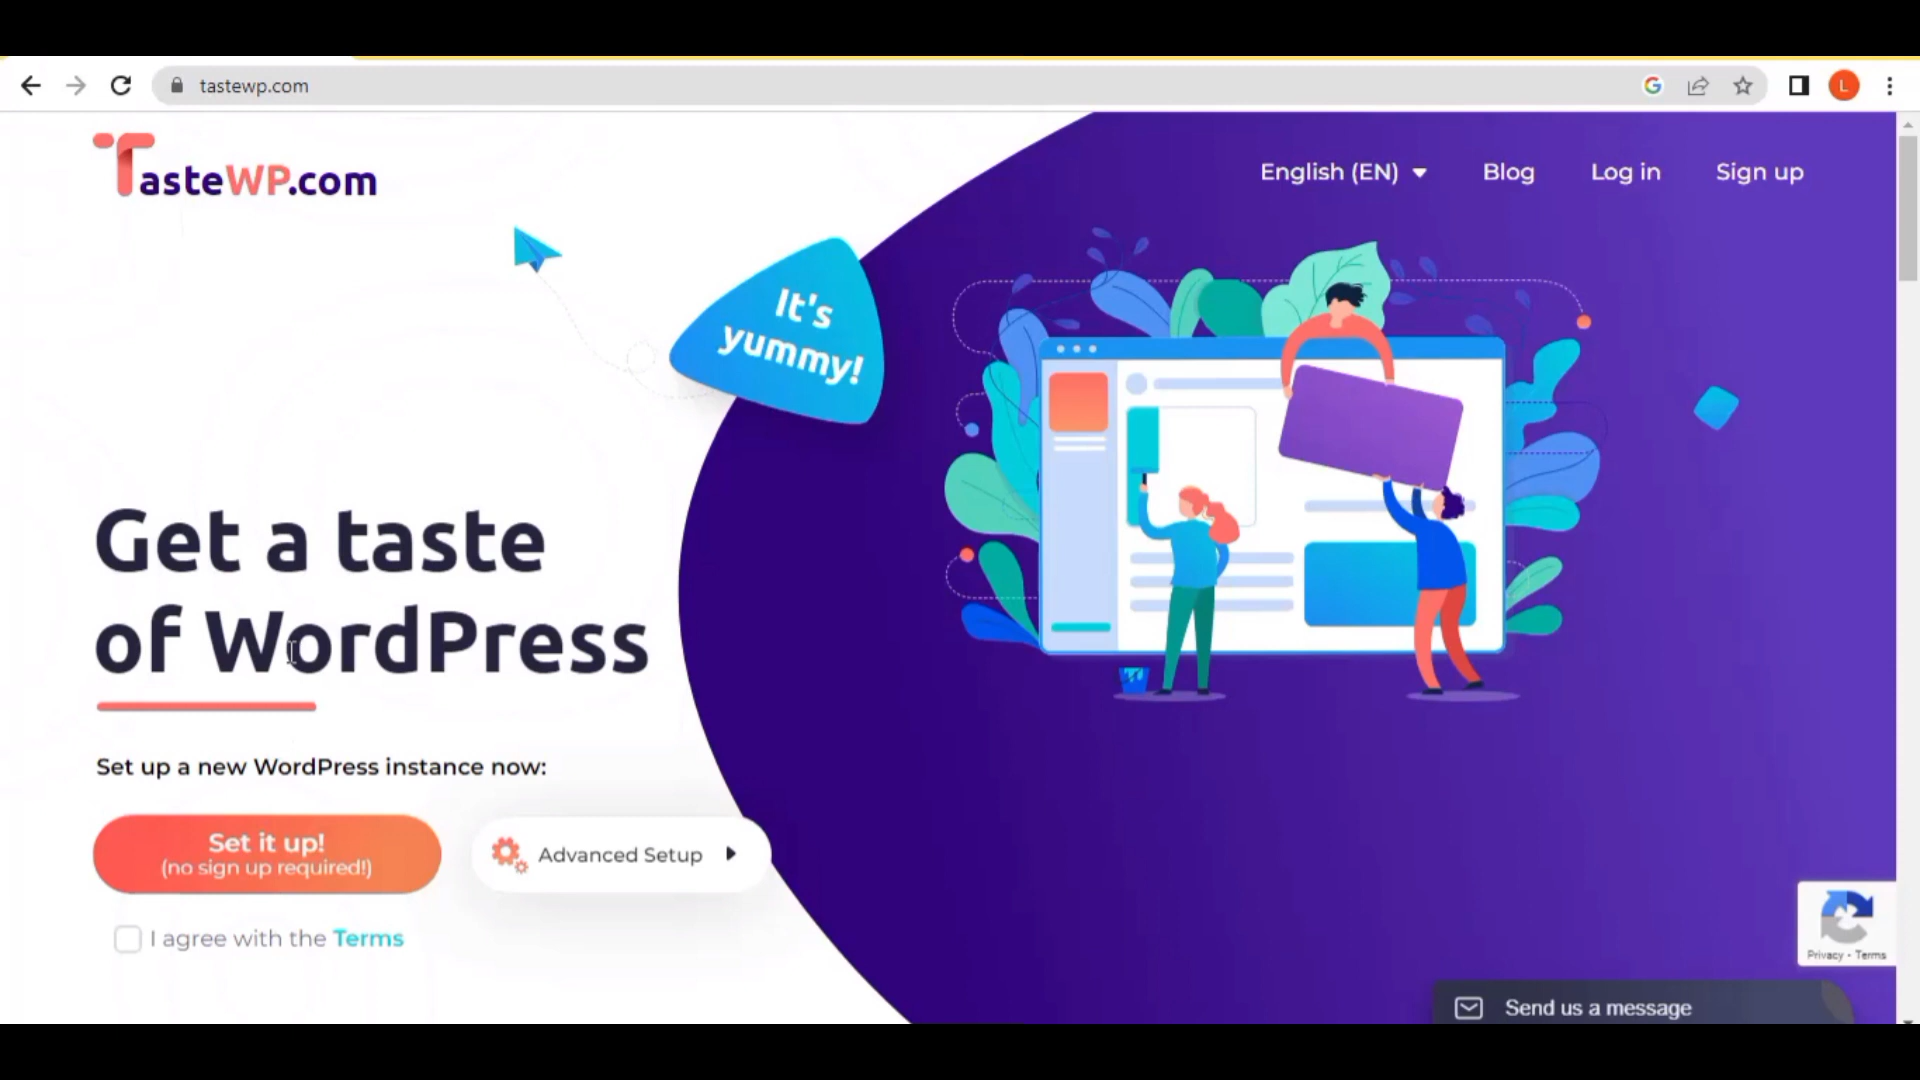 tastewp.com
L
TasteWP.com
English (EN)
Blog
Log in
Sign up
It's
yummy!
Get a taste
of WordPress
Set up a new WordPress instance now:
Set it up!
(no sign up required!)
Advanced Setup
I agree with the Terms
Privacy - Terms
Send us a message